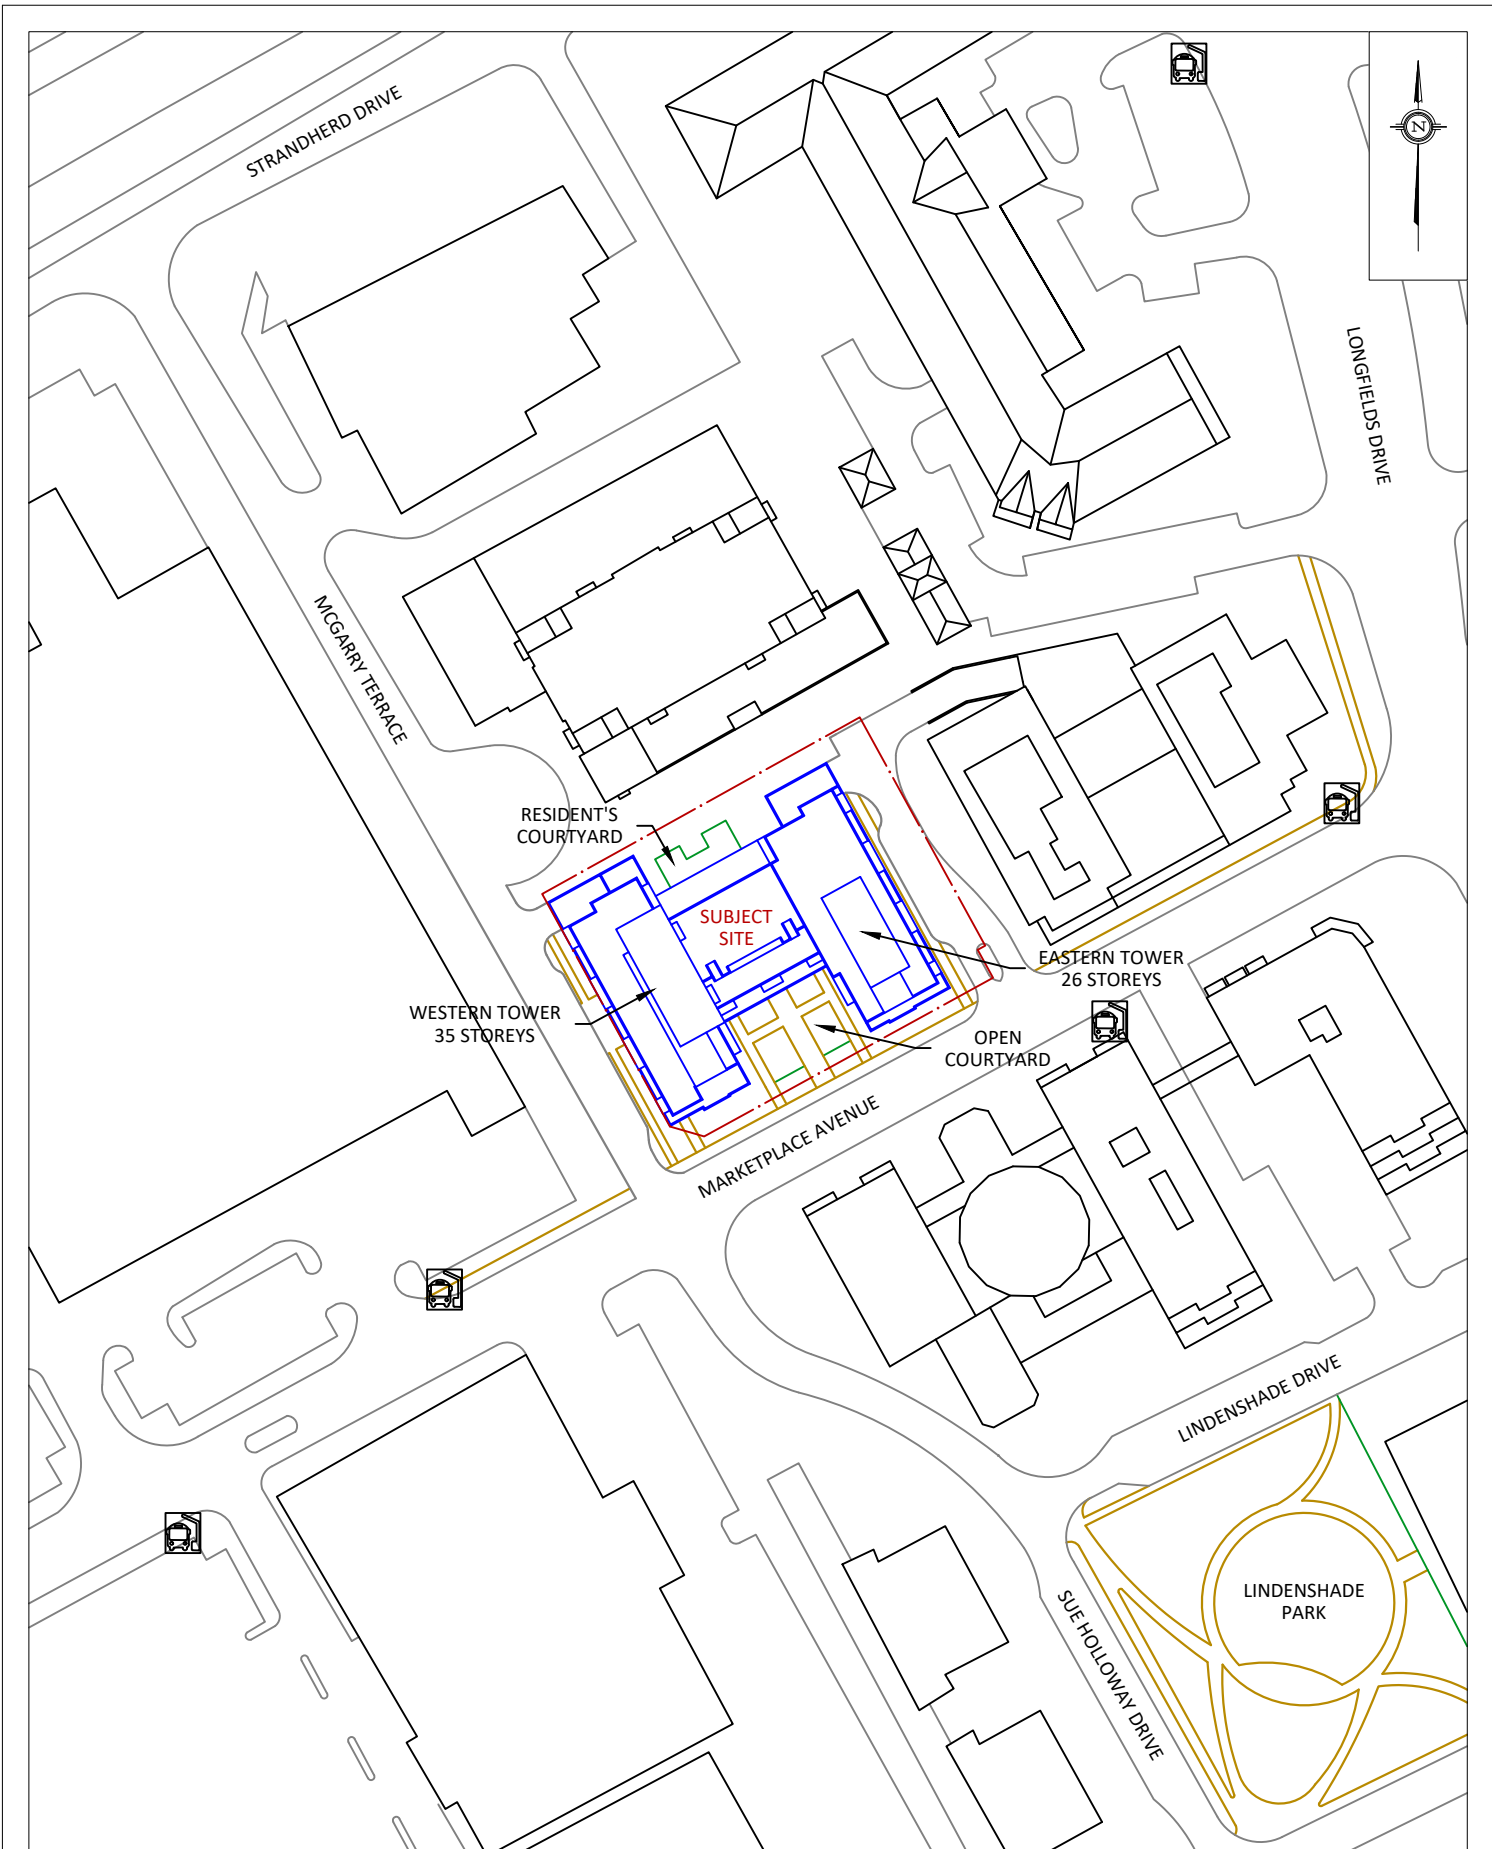 STRANDHERD DRIVE
N
LONGFIELDS DRIVE
MCGARRY TERRACE
RESIDENT'S
COURTYARD
SUBJECT
SITE
EASTERN TOWER
26 STOREYS
WESTERN TOWER
35 STOREYS
OPEN
COURTYARD
MARKETPLACE AVENUE
LINDENSHADE DRIVE
LINDENSHADE
PARK
SUE HOLLOWAY DRIVE